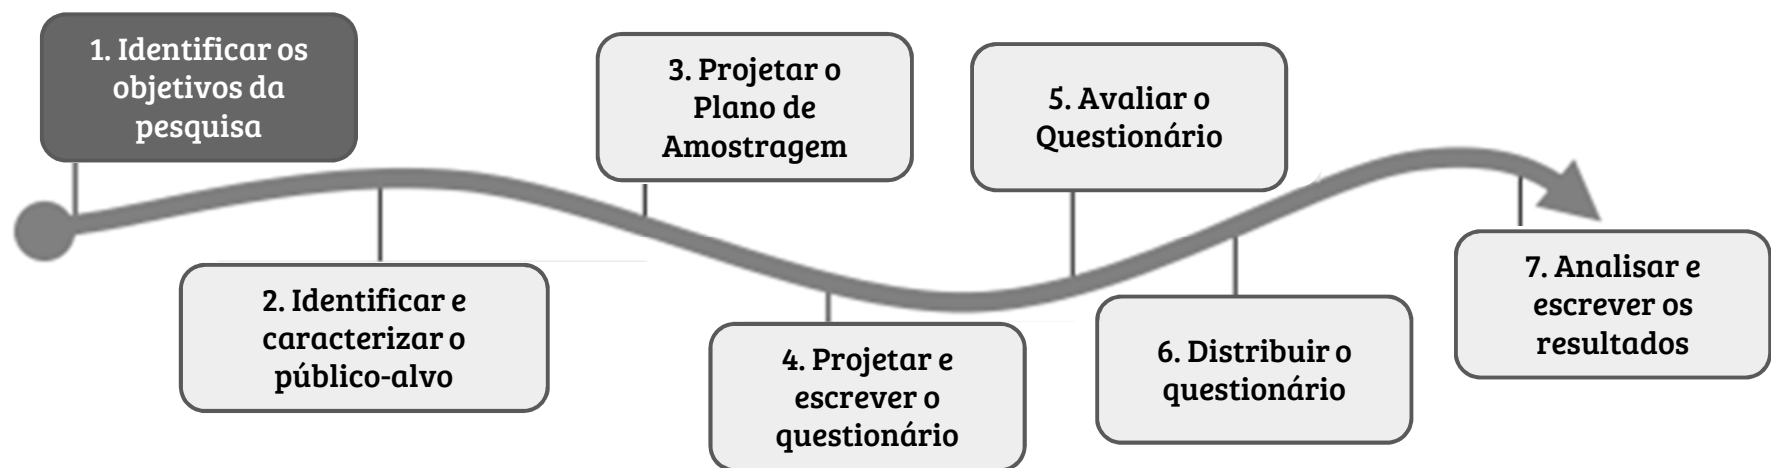 1. Identificar os
objetivos da
pesquisa
2. Identificar e
caracterizar o
público-alvo
3. Projetar o
Plano de
Amostragem
4. Projetar e
escrever o
questionário
5. Avaliar o
Questionário
6. Distribuir o
questionário
7. Analisar e
escrever os
resultados